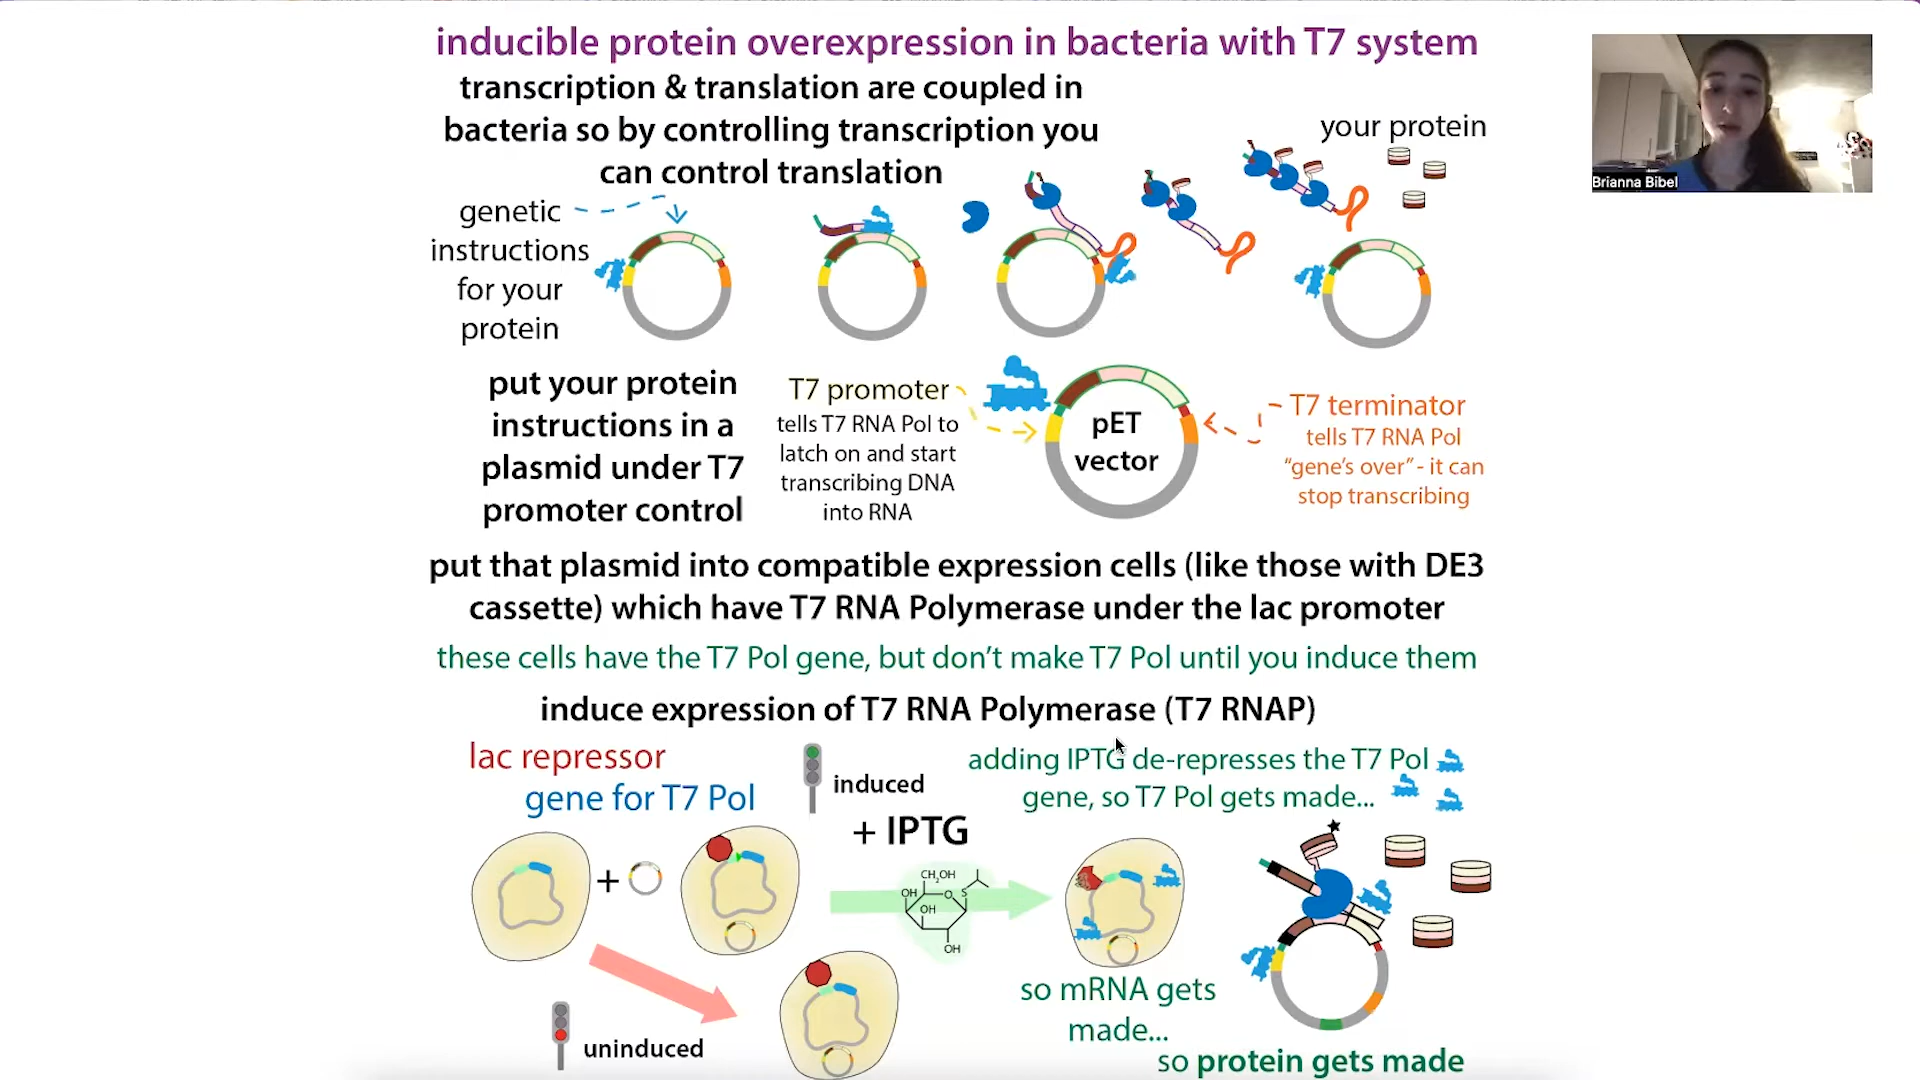 inducible protein overexpression in bacteria with T7 system
transcription & translation are coupled in
bacteria so by controlling transcription you
can control translation
your protein
Brianna Bibel
genetic
instructions
for your
protein
put your protein
instructions in a
plasmid under T7
promoter control
T7 promoter
tells T7 RNA Pol to
latch on and start
transcribing DNA
into RNA
pET
vector
T7 terminator
tells T7 RNA Pol
“gene’s over” - it can
stop transcribing
put that plasmid into compatible expression cells (like those with DE3
cassette) which have T7 RNA Polymerase under the lac promoter
these cells have the T7 Pol gene, but don’t make T7 Pol until you induce them
induce expression of T7 RNA Polymerase (T7 RNAP)
lac repressor
gene for T7 Pol
induced
+ IPTG
adding IPTG de-represses the T7 Pol
gene, so T7 Pol gets made...
+
CH2OH
OH
O
S
OH
OH
uninduced
so mRNA gets
made...
so protein gets made